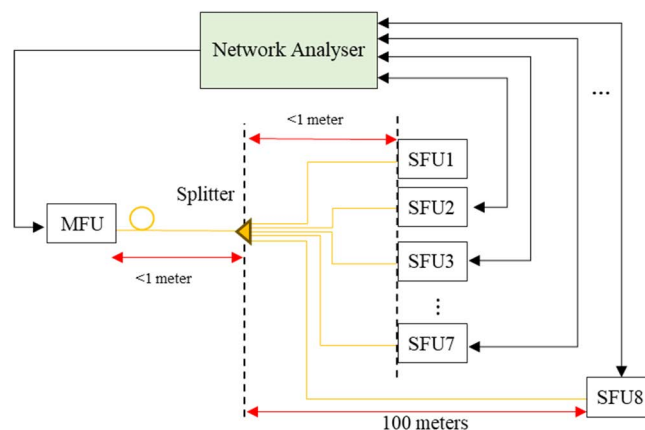 Network Analyser
...
<1 meter
SFU1
Splitter
SFU2
MFU
SFU3
<1 meter
...
SFU7
SFU8
100 meters